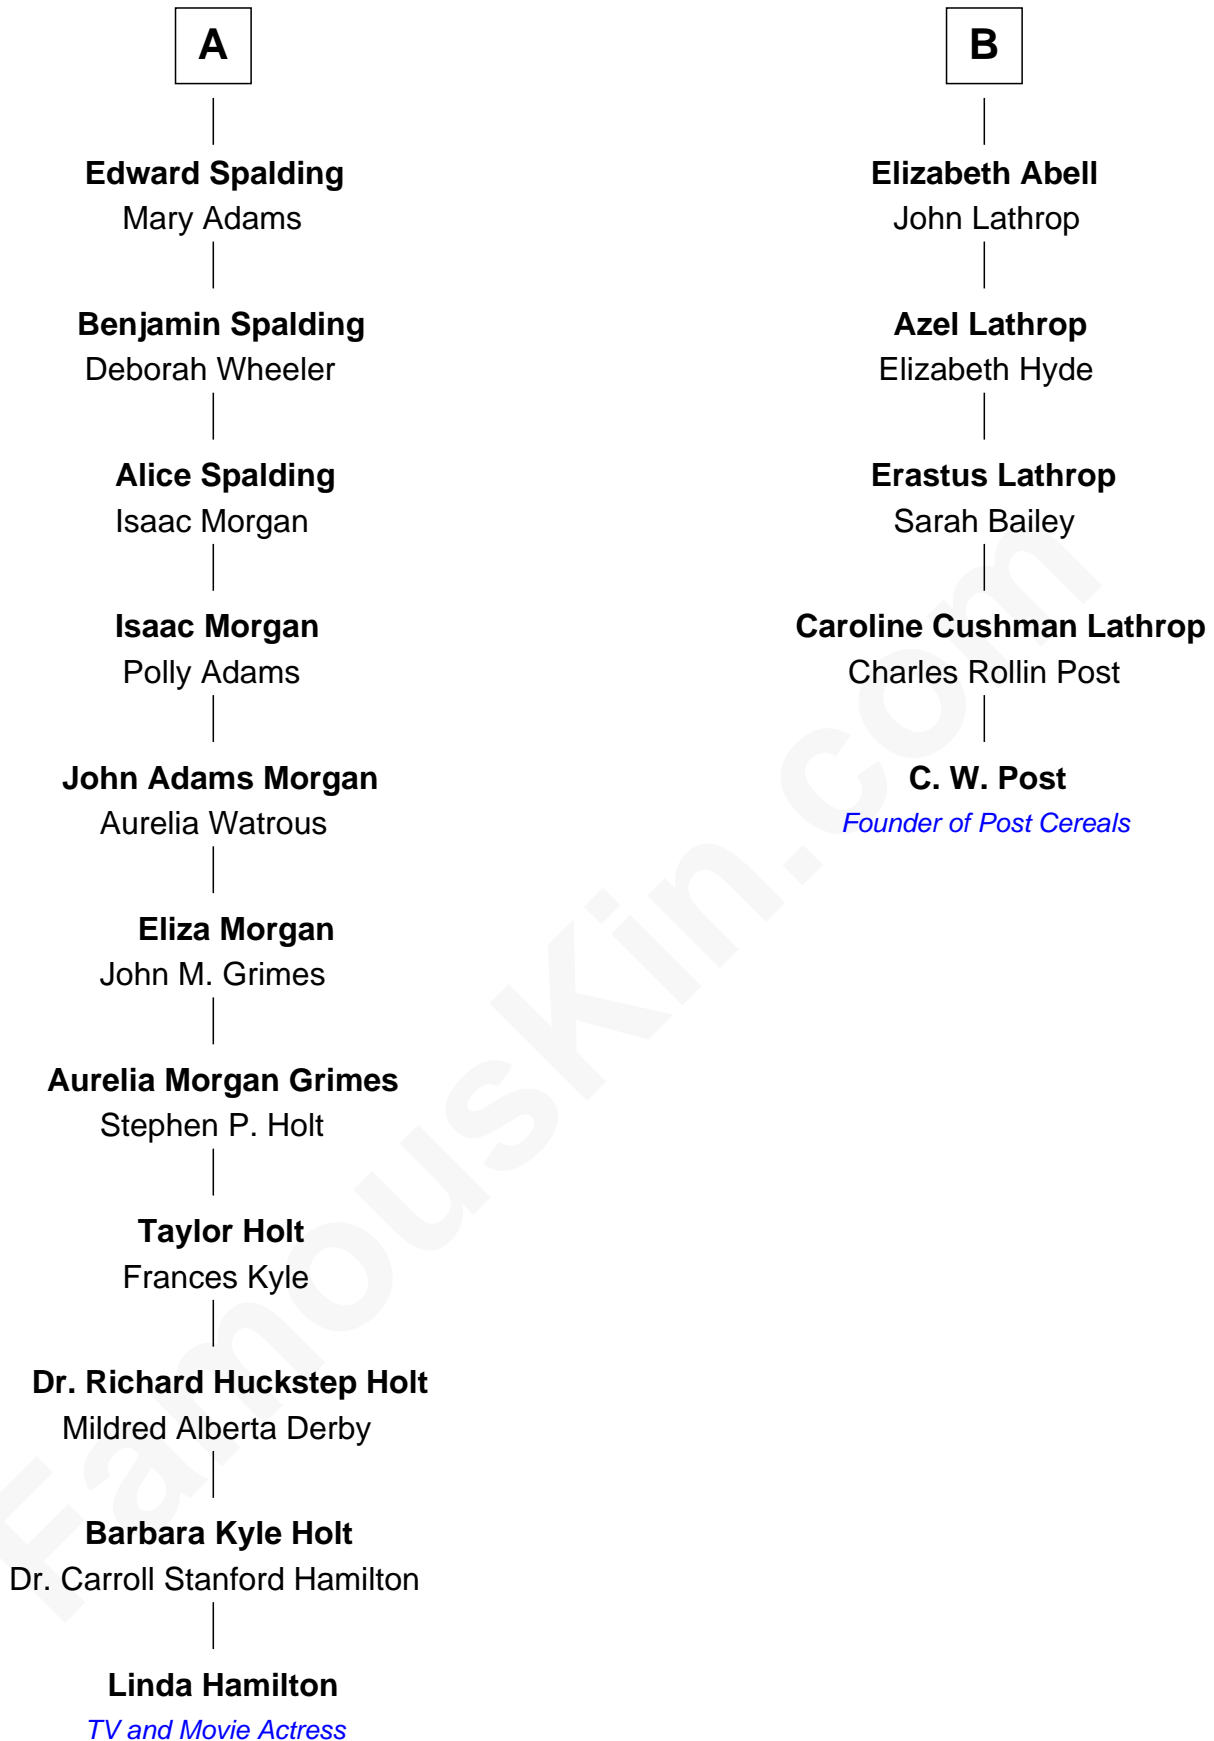 A
Edward Spalding
Mary Adams
Benjamin Spalding
Deborah Wheeler
Alice Spalding
Isaac Morgan
Isaac Morgan
Polly Adams
John Adams Morgan
Aurelia Watrous
Eliza Morgan
John M. Grimes
Aurelia Morgan Grimes
Stephen P. Holt
Taylor Holt
Frances Kyle
Dr. Richard Huckstep Holt
Mildred Alberta Derby
Barbara Kyle Holt
Dr. Carroll Stanford Hamilton
Linda Hamilton
TV and Movie Actress
B
Elizabeth Abell
John Lathrop
Azel Lathrop
Elizabeth Hyde
Erastus Lathrop
Sarah Bailey
Caroline Cushman Lathrop
Charles Rollin Post
C. W. Post
Founder of Post Cereals
FamousKin.com